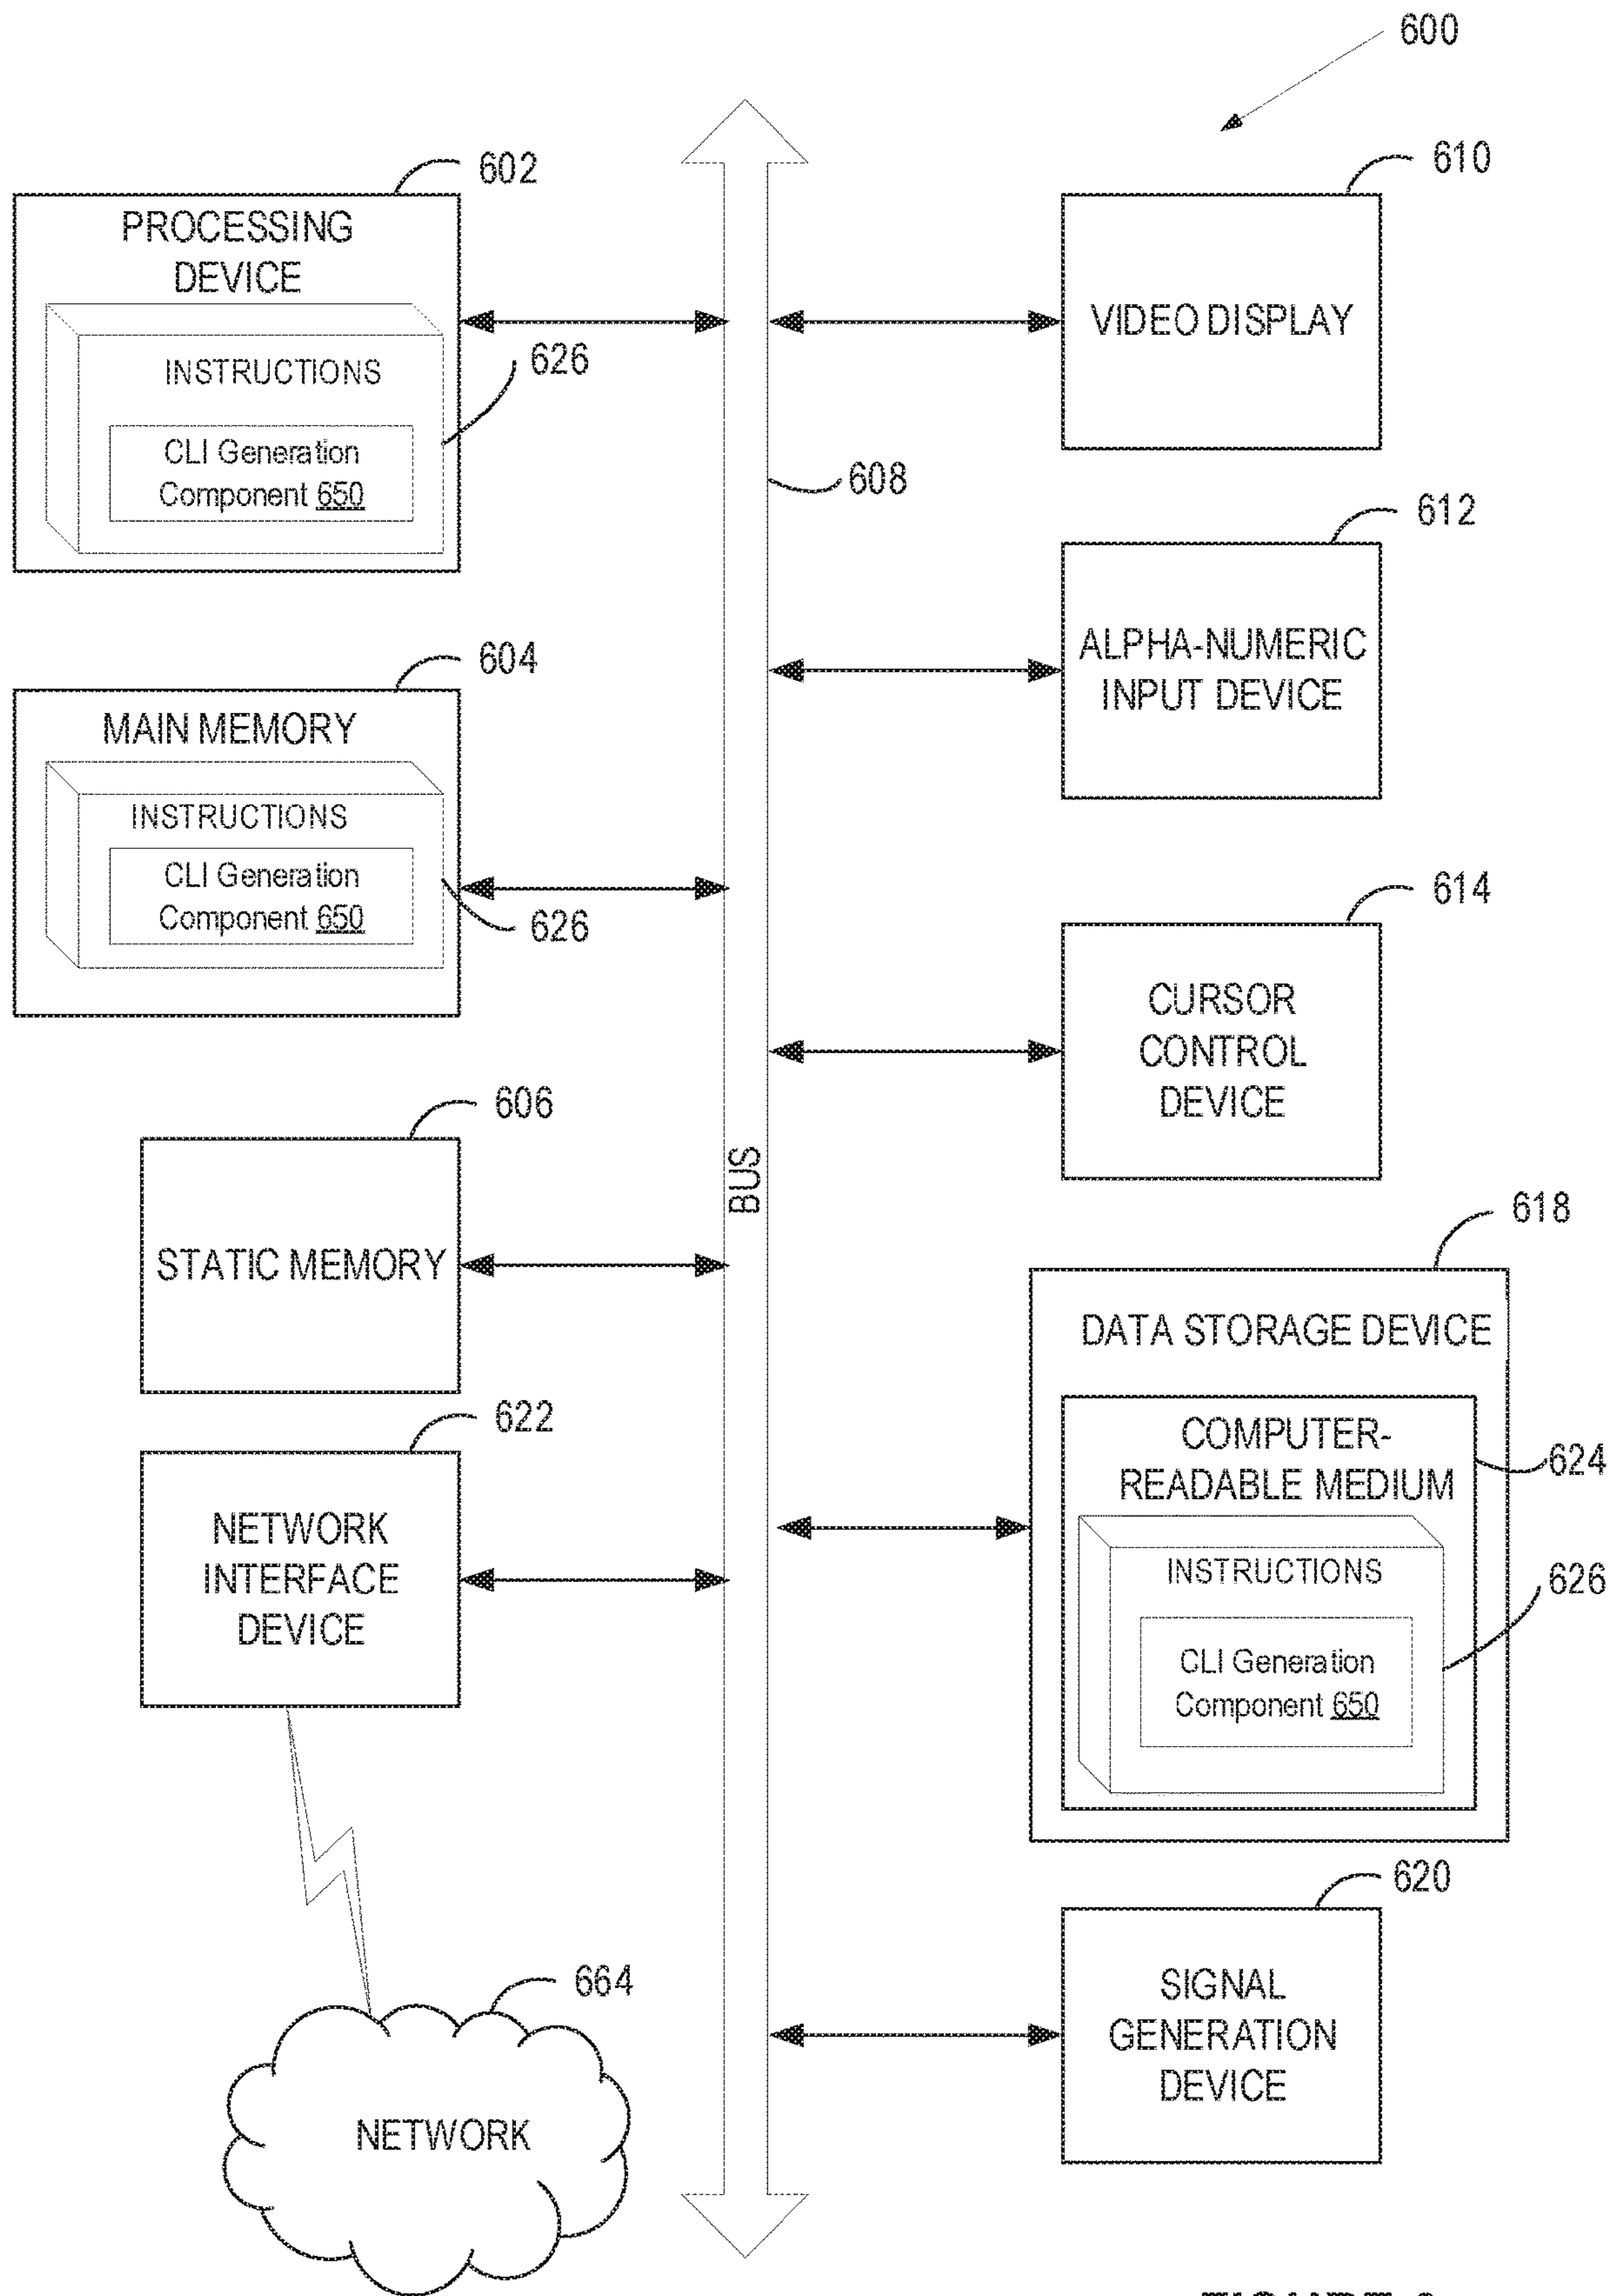 600
602
PROCESSING
DEVICE
INSTRUCTIONS
CLI Generation
Component 650
626
604
MAIN MEMORY
INSTRUCTIONS
CLI Generation
Component 650
626
606
STATIC MEMORY
622
NETWORK
INTERFACE
DEVICE
664
NETWORK
608
BUS
610
VIDEO DISPLAY
612
ALPHA-NUMERIC
INPUT DEVICE
614
CURSOR
CONTROL
DEVICE
618
DATA STORAGE DEVICE
COMPUTER-
READABLE MEDIUM
624
INSTRUCTIONS
626
CLI Generation
Component 650
620
SIGNAL
GENERATION
DEVICE